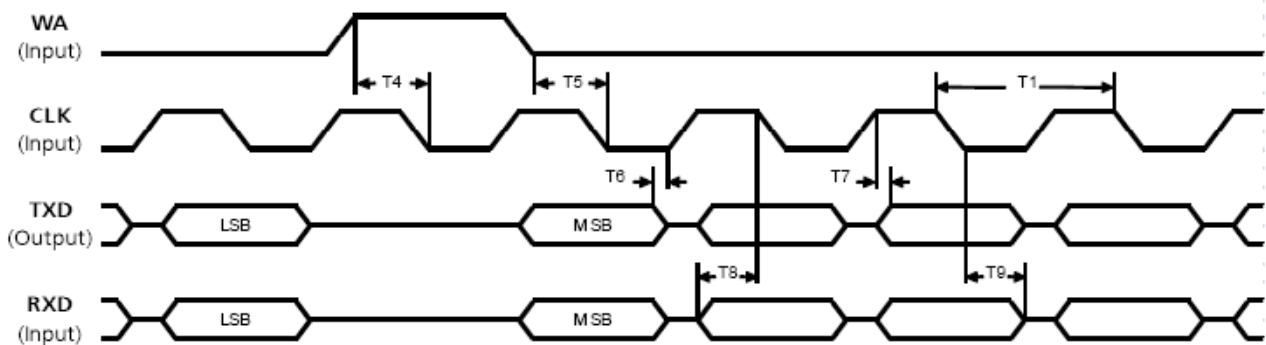 WA
(Input)
T4
T5
T1
CLK
(Input)
T6
T7
TXD
(Output)
LSB
MSB
T8
T9
RXD
(Input)
LSB
MSB